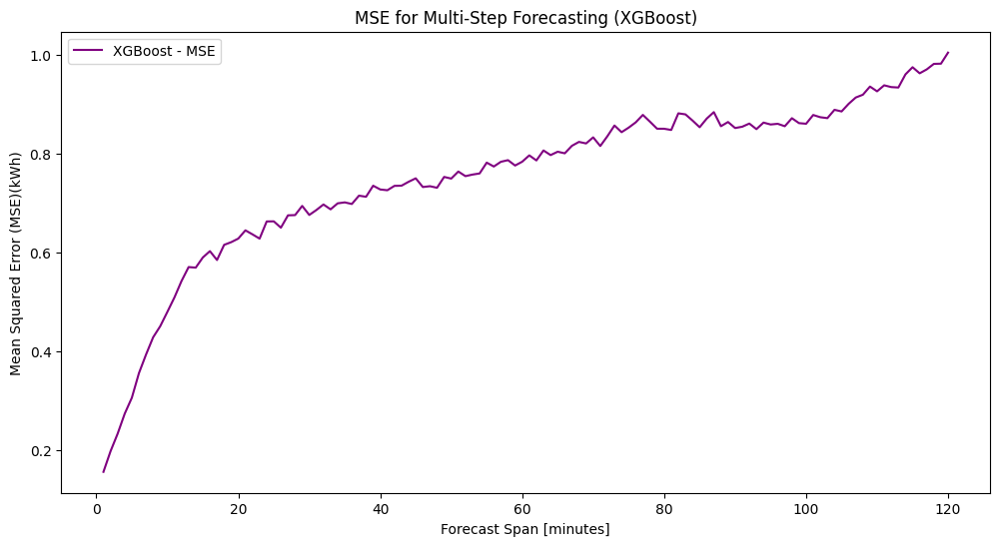 MSE for Multi-Step Forecasting (XGBoost)
XGBoost - MSE
Mean Squared Error (MSE)(kWh)
1.0
0.8
0.6
0.4
0.2
0 20 40 60 80 100 120
Forecast Span [minutes]